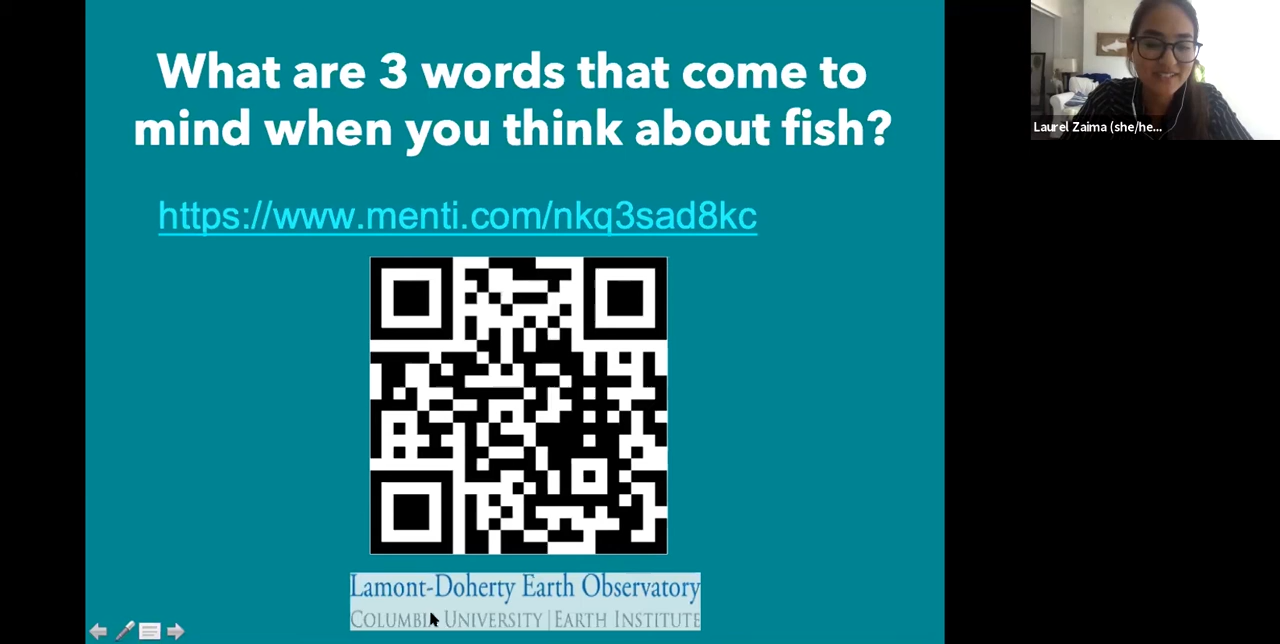 What are 3 words that come to
mind when you think about fish?
https://www.menti.com/nkq3sad8kc
Lamont-Doherty Earth Observatory
COLUMBIA UNIVERSITY | EARTH INSTITUTE
Laurel Zaima (she/he...